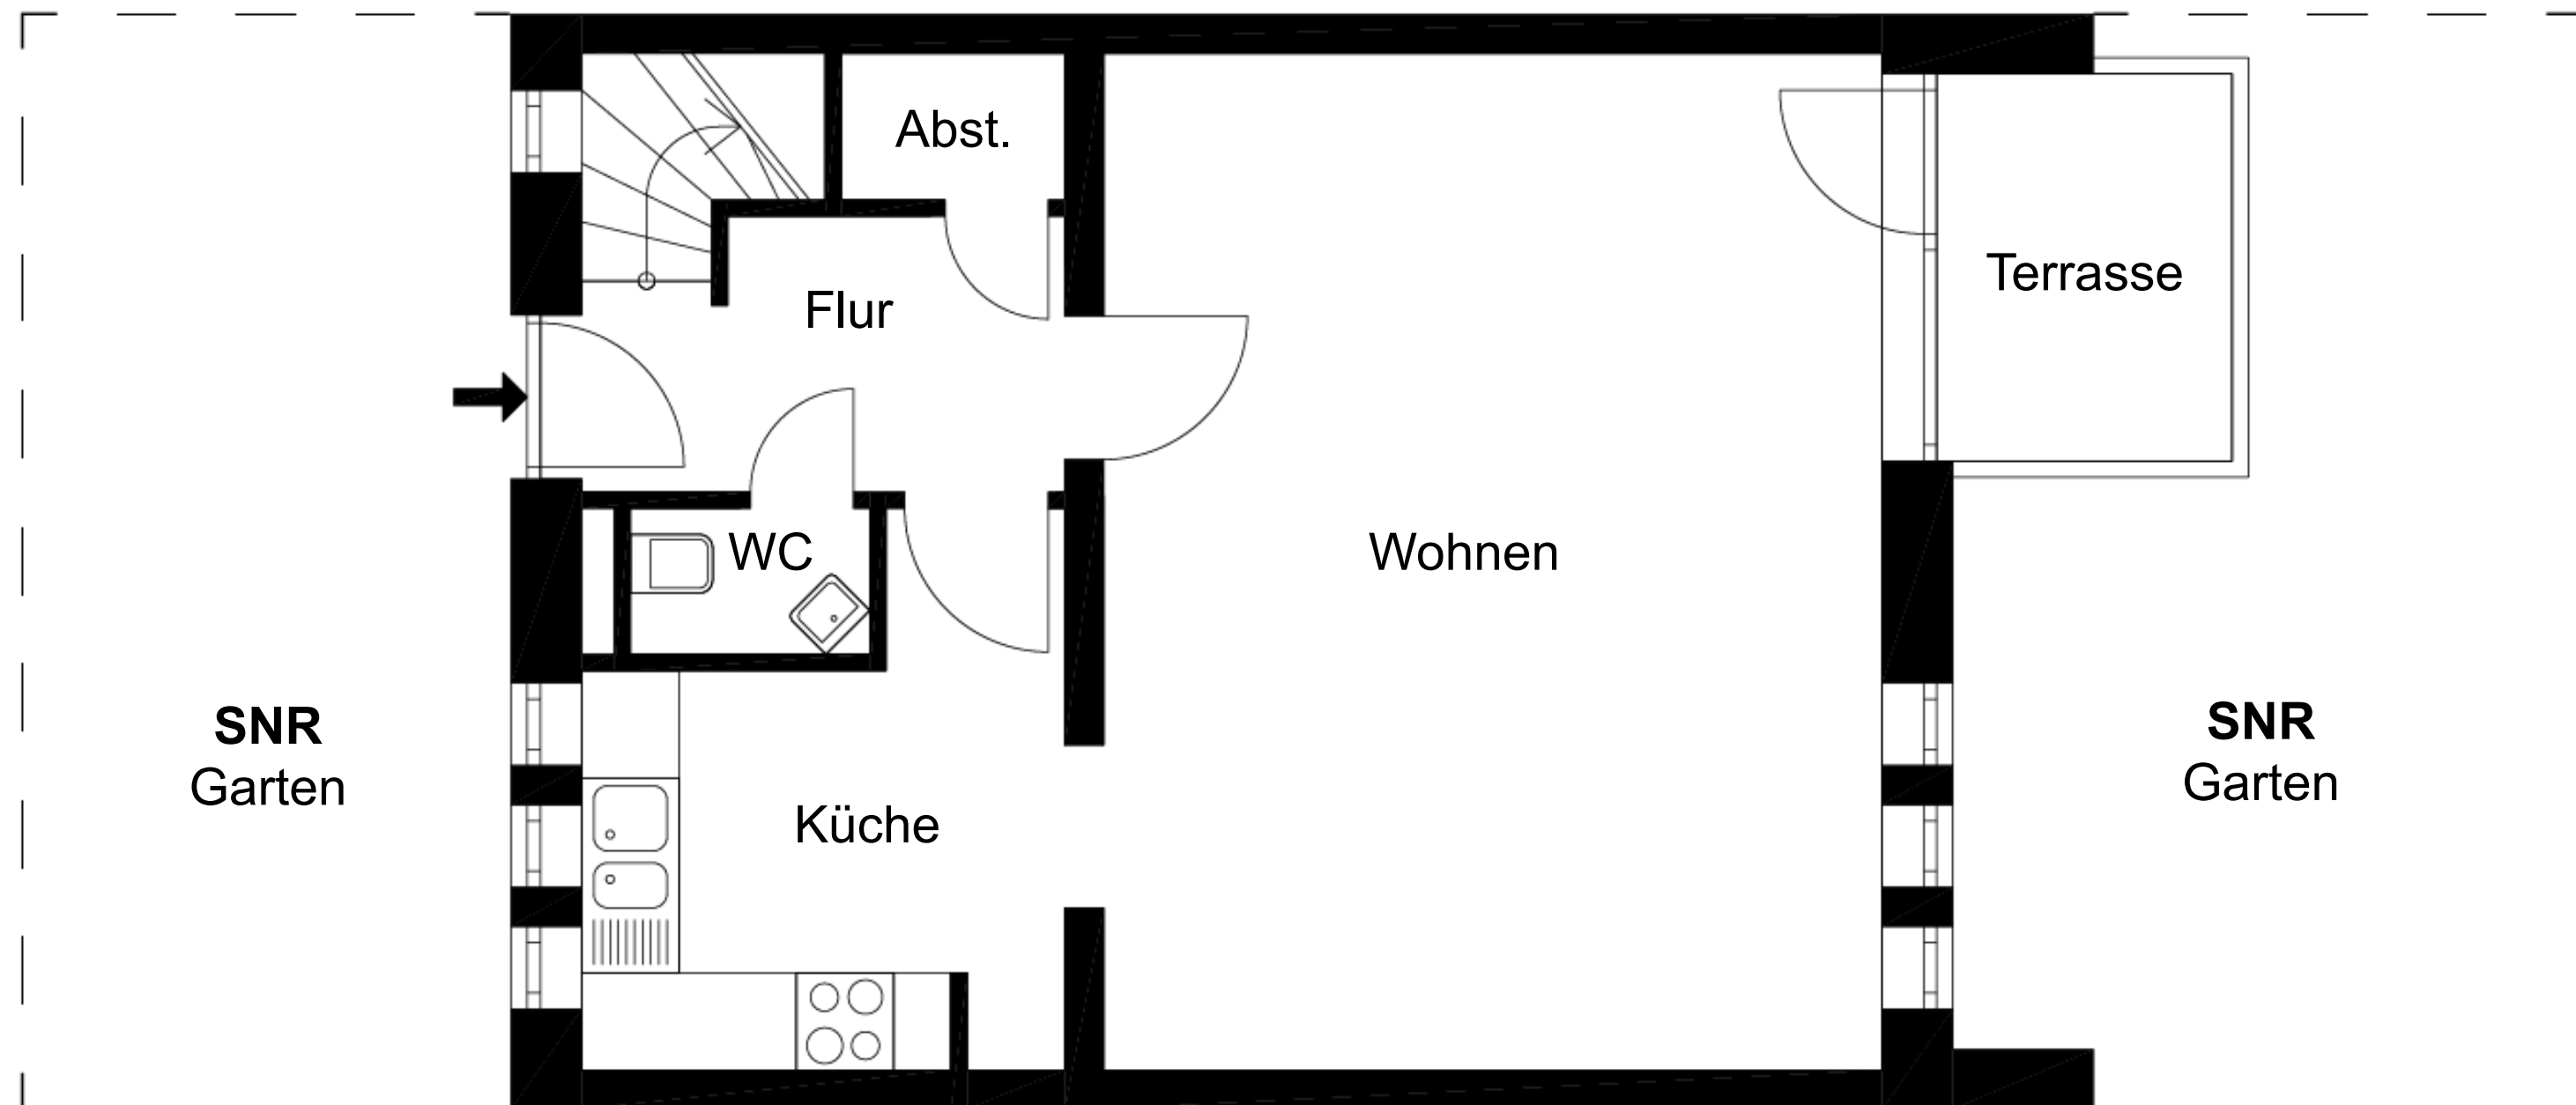 Abst.
Terrasse
Flur
WC
Wohnen
SNR
Garten
Küche
SNR
Garten